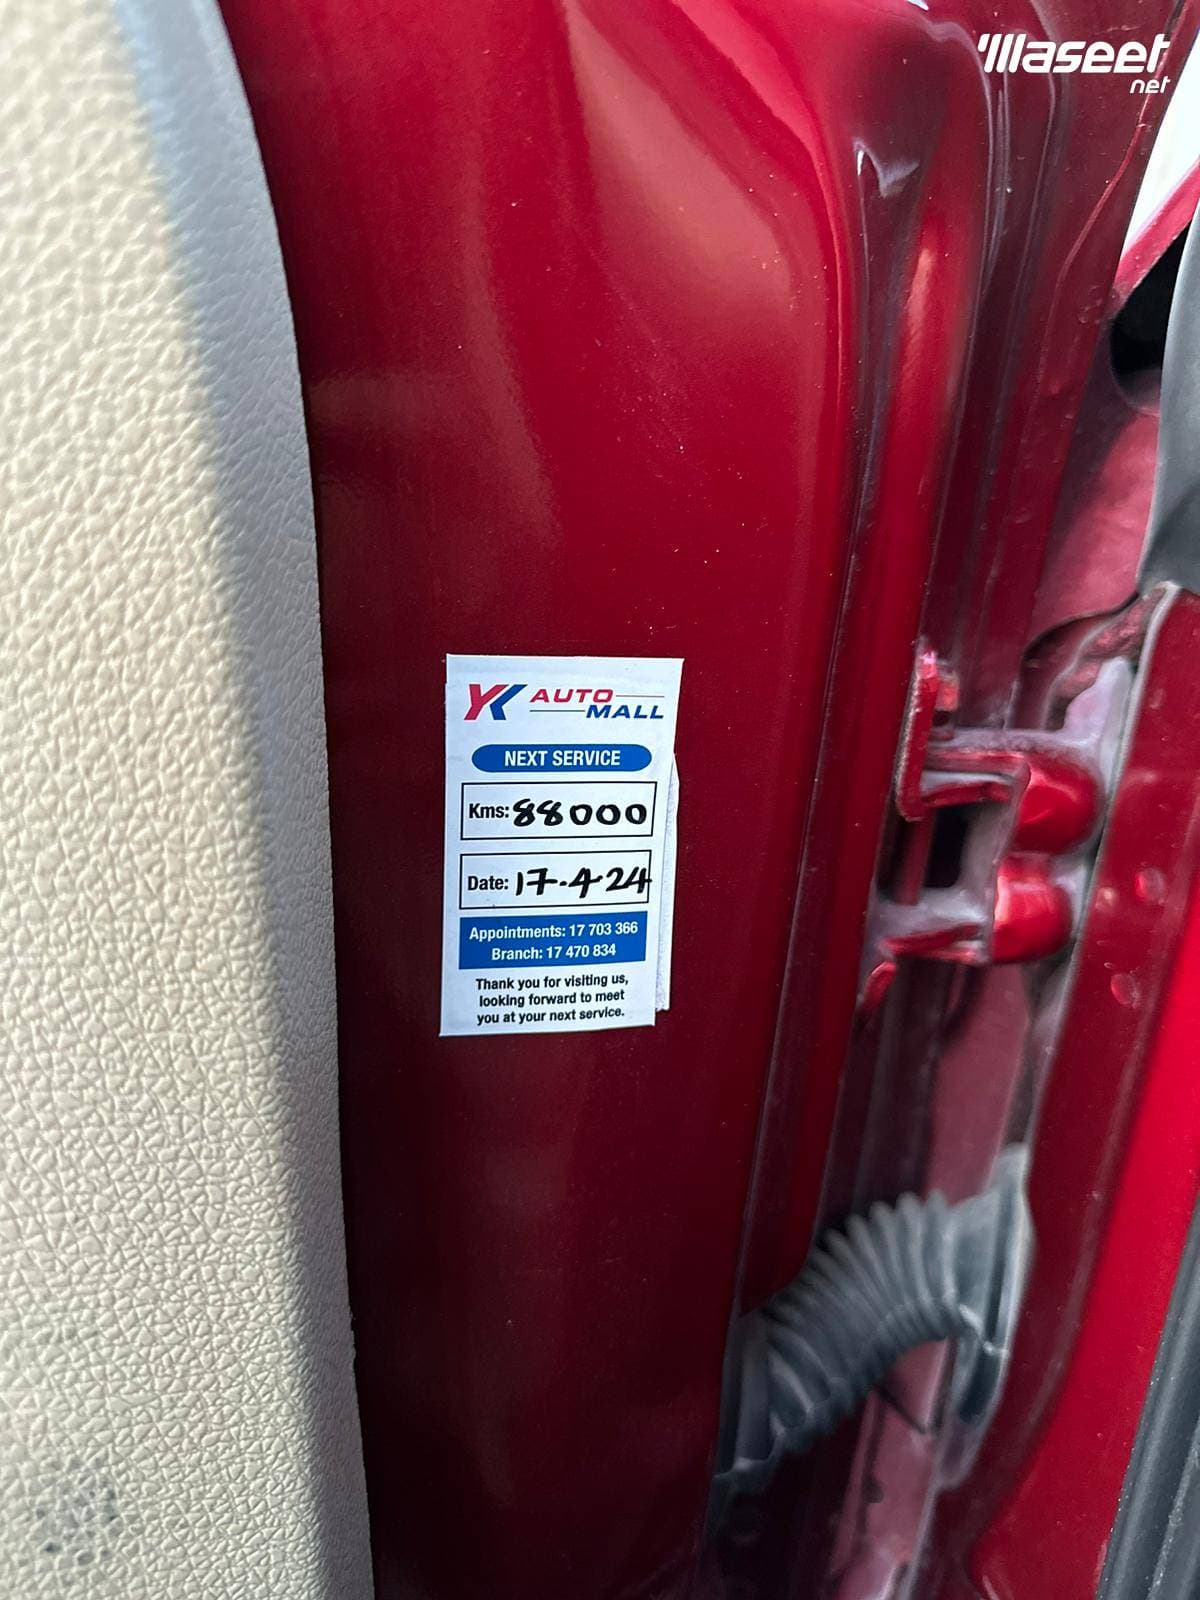 Waseet
net
YK AUTO
MALL
NEXT SERVICE
Kms: 88000
Date: 17-4-24
Appointments: 17 703 366
Branch: 17 470 834
Thank you for visiting us,
looking forward to meet
you at your next service.